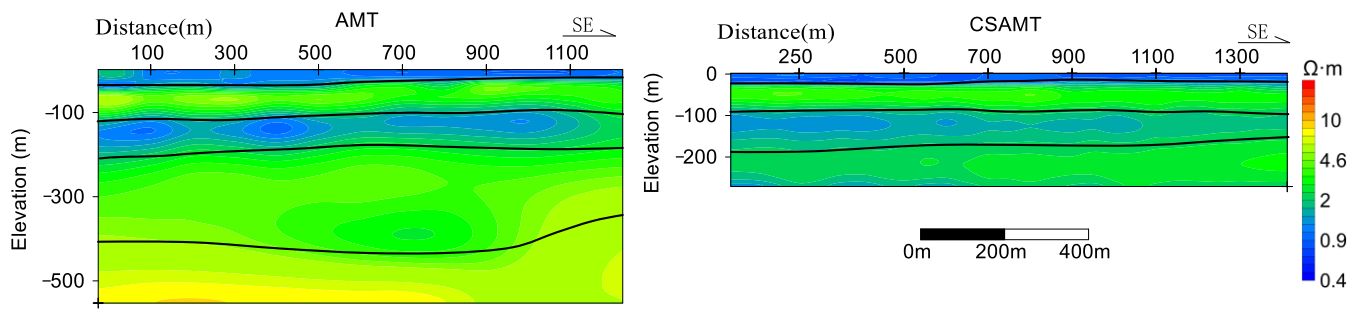 AMT
Distance(m)
SE
100 300 500 700 900 1100
−100
−300
−500
Elevation (m)
CSAMT
Distance(m)
SE
250 500 700 900 1100 1300
0
−100
−200
Elevation (m)
0m 200m 400m
Ω·m
10
4.6
2
0.9
0.4